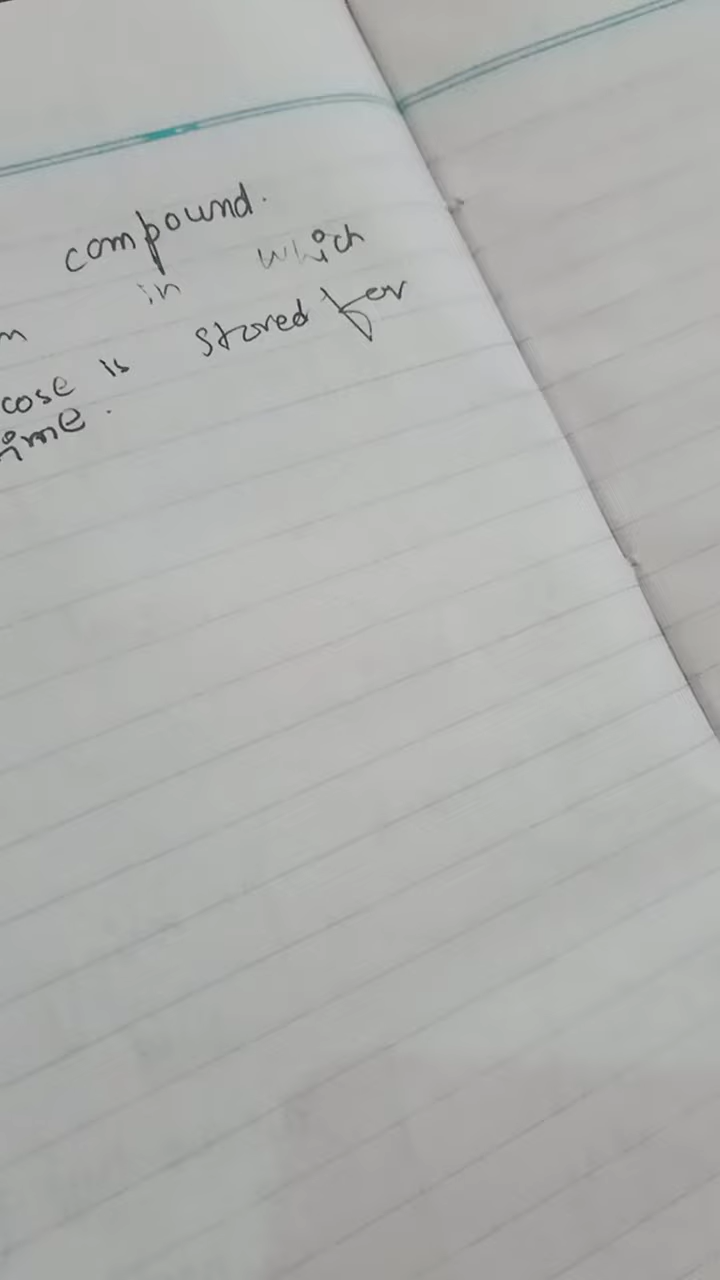 compound.
m in which
cose is stored for
ime.